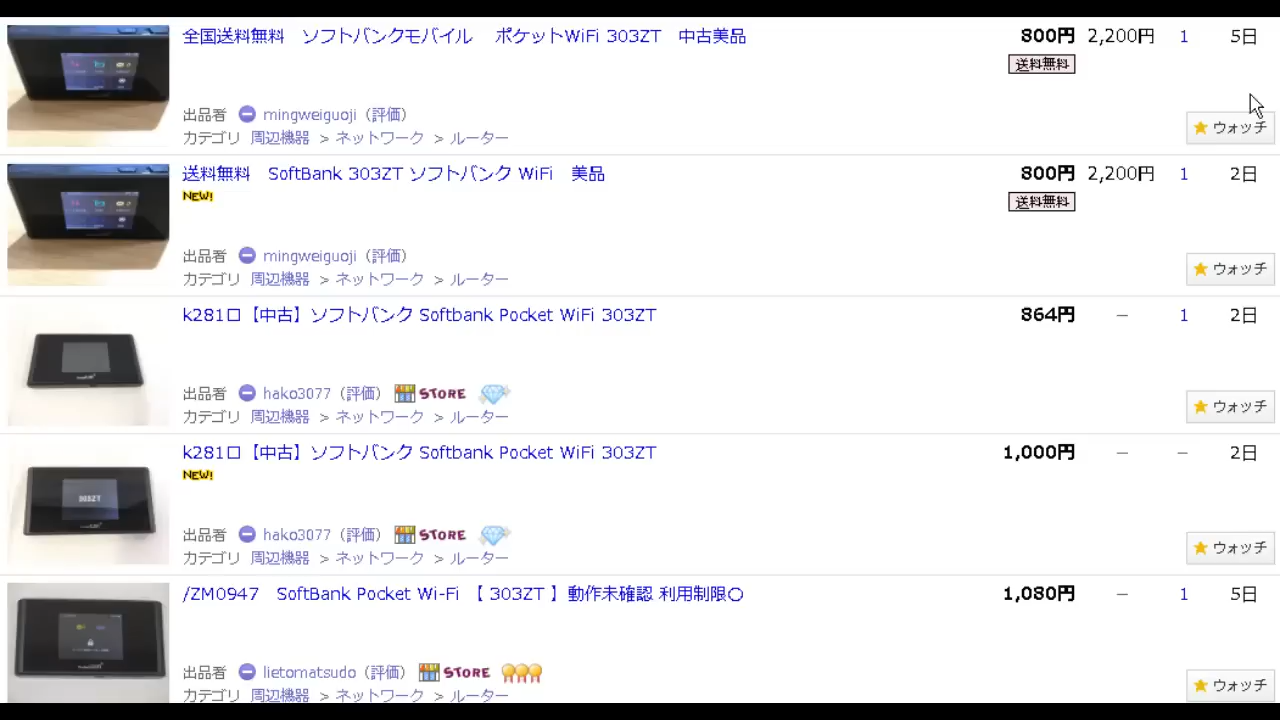 全国送料無料　ソフトバンクモバイル　ポケットWiFi 303ZT　中古美品 800円 2,200円 1 5日
送料無料
出品者 mingweiguoji（評価）
カテゴリ 周辺機器 > ネットワーク > ルーター ウォッチ
送料無料　SoftBank 303ZT ソフトバンク WiFi　美品 800円 2,200円 1 2日
NEW! 送料無料
出品者 mingweiguoji（評価）
カテゴリ 周辺機器 > ネットワーク > ルーター ウォッチ
k281ロ【中古】ソフトバンク Softbank Pocket WiFi 303ZT 864円 － 1 2日
出品者 hako3077（評価） STORE
カテゴリ 周辺機器 > ネットワーク > ルーター ウォッチ
k281ロ【中古】ソフトバンク Softbank Pocket WiFi 303ZT 1,000円 － － 2日
NEW!
303ZT
出品者 hako3077（評価） STORE
カテゴリ 周辺機器 > ネットワーク > ルーター ウォッチ
/ZM0947　SoftBank Pocket Wi-Fi 【 303ZT 】動作未確認 利用制限〇 1,080円 － 1 5日
出品者 lietomatsudo（評価） STORE
カテゴリ 周辺機器 > ネットワーク > ルーター ウォッチ